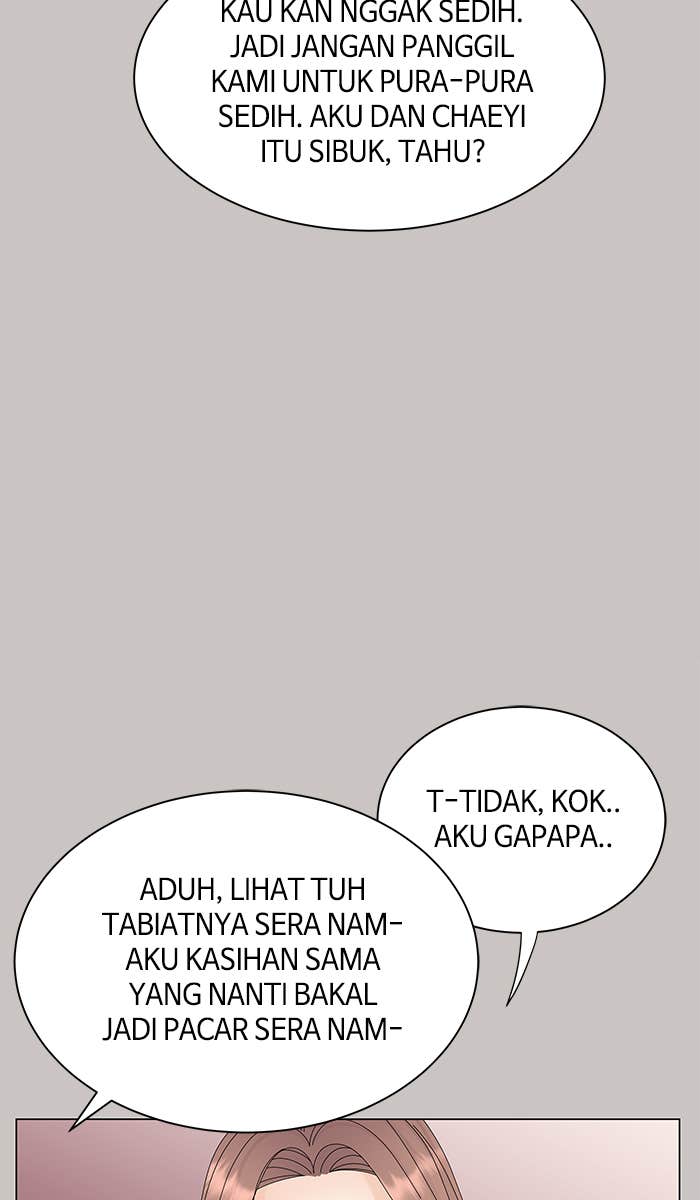 KAU KAN NGGAK SEDIH.
JADI JANGAN PANGGIL
KAMI UNTUK PURA-PURA
SEDIH. AKU DAN CHAEYI
ITU SIBUK, TAHU?
T-TIDAK, KOK..
AKU GAPAPA..
ADUH, LIHAT TUH
TABIATNYA SERA NAM-
AKU KASIHAN SAMA
YANG NANTI BAKAL
JADI PACAR SERA NAM-